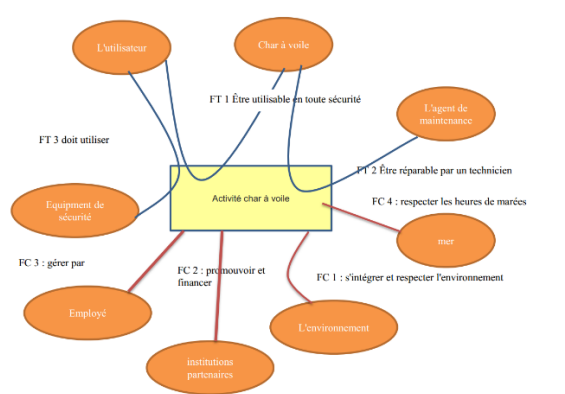 L'utilisateur
Char à voile
FT 1 Être utilisable en toute sécurité
L'agent de
maintenance
FT 3 doit utiliser
FT 2 Être réparable par un technicien
Activité char à voile
FC 4 : respecter les heures de marées
Equipment de
sécurité
mer
FC 3 : gérer par
FC 2 : promouvoir et
financer
FC 1 : s'intégrer et respecter l'environnement
Employé
L'environnement
institutions
partenaires